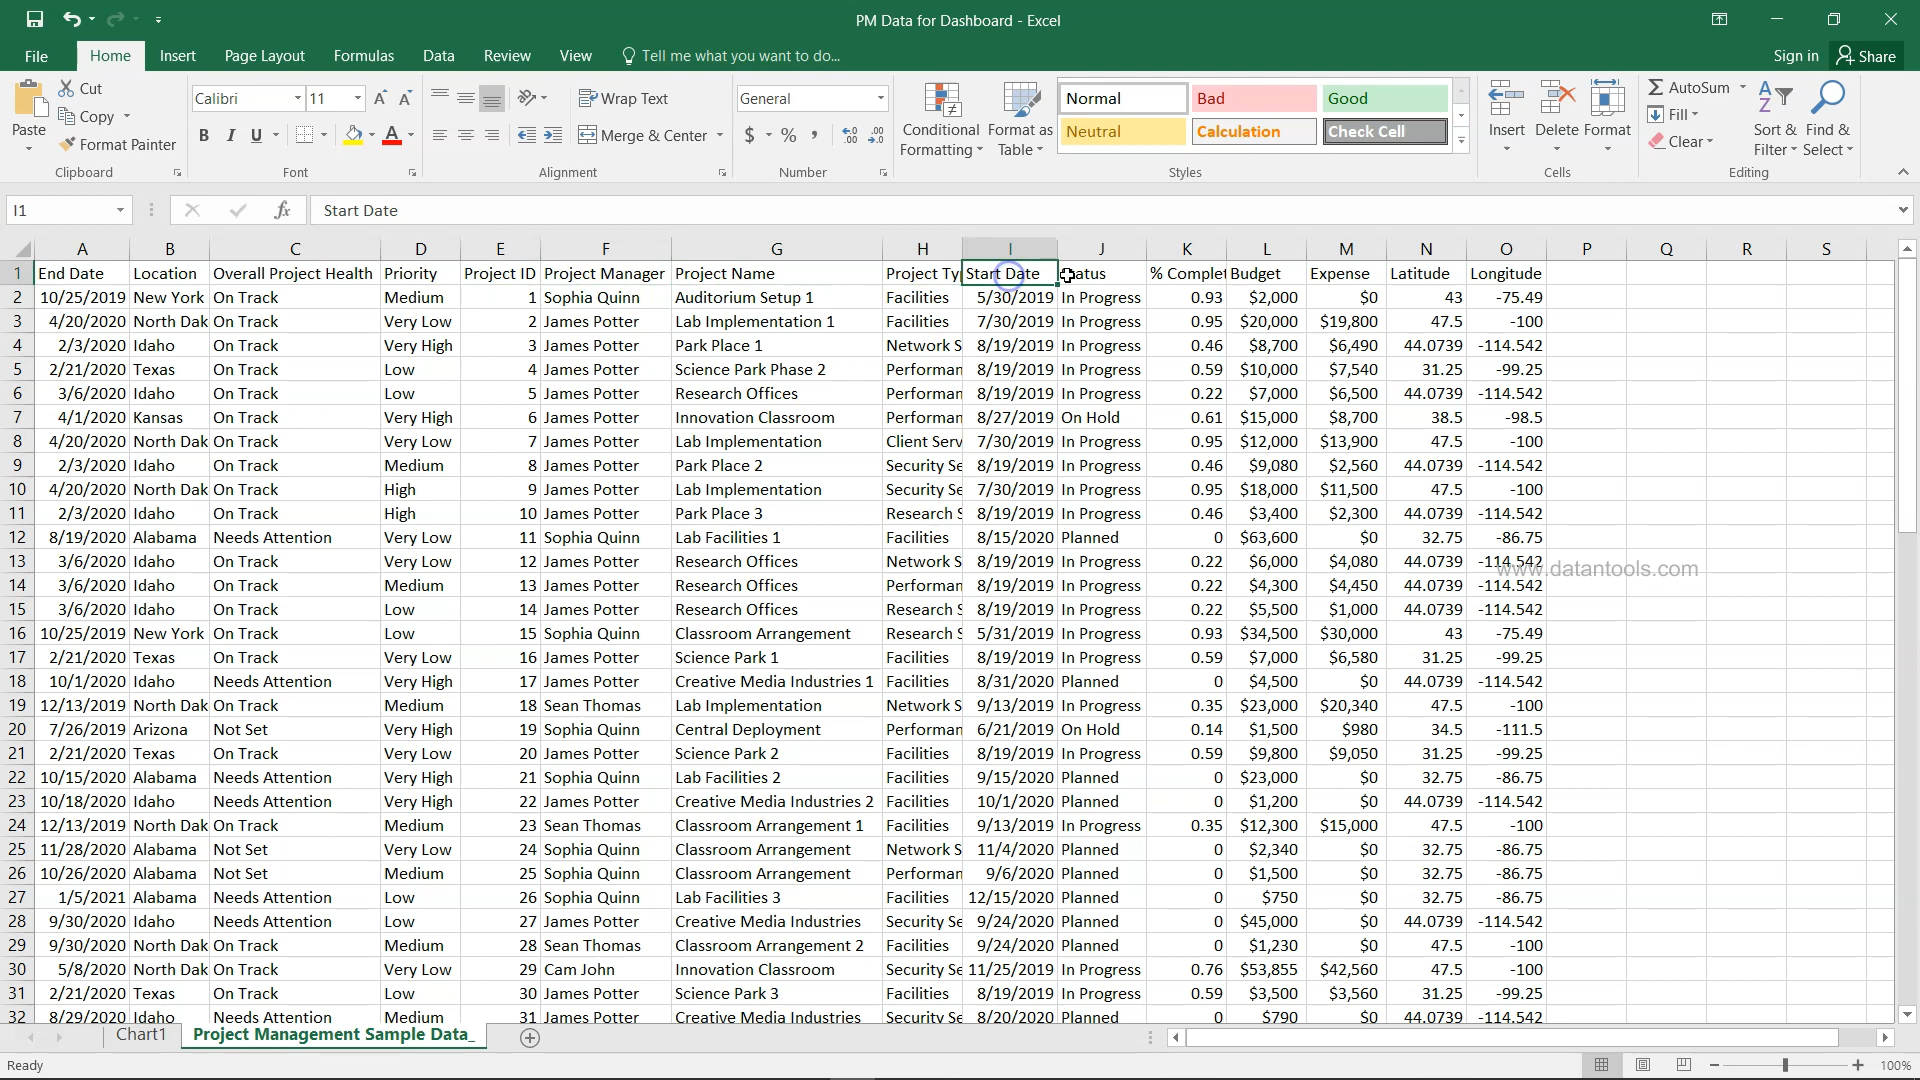 PM Data for Dashboard - Excel
File Home Insert Page Layout Formulas Data Review View Tell me what you want to do... Sign in Share
Paste Cut Copy Format Painter Clipboard
Calibri 11 B I U A Font
Wrap Text Merge & Center Alignment
General $ % , Number
Conditional Formatting Format as Table Normal Bad Good Neutral Calculation Check Cell Styles
Insert Delete Format Cells
AutoSum Fill Clear Sort & Filter Find & Select Editing
I1 fx Start Date
A B C D E F G H I J K L M N O P Q R S
1 End Date Location Overall Project Health Priority Project ID Project Manager Project Name Project Ty Start Date atus % Complet Budget Expense Latitude Longitude
2 10/25/2019 New York On Track Medium 1 Sophia Quinn Auditorium Setup 1 Facilities 5/30/2019 In Progress 0.93 $2,000 $0 43 -75.49
3 4/20/2020 North Dak On Track Very Low 2 James Potter Lab Implementation 1 Facilities 7/30/2019 In Progress 0.95 $20,000 $19,800 47.5 -100
4 2/3/2020 Idaho On Track Very High 3 James Potter Park Place 1 Network S 8/19/2019 In Progress 0.46 $8,700 $6,490 44.0739 -114.542
5 2/21/2020 Texas On Track Low 4 James Potter Science Park Phase 2 Performan 8/19/2019 In Progress 0.59 $10,000 $7,540 31.25 -99.25
6 3/6/2020 Idaho On Track Low 5 James Potter Research Offices Performan 8/19/2019 In Progress 0.22 $7,000 $6,500 44.0739 -114.542
7 4/1/2020 Kansas On Track Very High 6 James Potter Innovation Classroom Performan 8/27/2019 On Hold 0.61 $15,000 $8,700 38.5 -98.5
8 4/20/2020 North Dak On Track Very Low 7 James Potter Lab Implementation Client Serv 7/30/2019 In Progress 0.95 $12,000 $13,900 47.5 -100
9 2/3/2020 Idaho On Track Medium 8 James Potter Park Place 2 Security Se 8/19/2019 In Progress 0.46 $9,080 $2,560 44.0739 -114.542
10 4/20/2020 North Dak On Track High 9 James Potter Lab Implementation Security Se 7/30/2019 In Progress 0.95 $18,000 $11,500 47.5 -100
11 2/3/2020 Idaho On Track High 10 James Potter Park Place 3 Research S 8/19/2019 In Progress 0.46 $3,400 $2,300 44.0739 -114.542
12 8/19/2020 Alabama Needs Attention Very Low 11 Sophia Quinn Lab Facilities 1 Facilities 8/15/2020 Planned 0 $63,600 $0 32.75 -86.75
13 3/6/2020 Idaho On Track Very Low 12 James Potter Research Offices Network S 8/19/2019 In Progress 0.22 $6,000 $4,080 44.0739 -114.542
www.datantools.com
14 3/6/2020 Idaho On Track Medium 13 James Potter Research Offices Performan 8/19/2019 In Progress 0.22 $4,300 $4,450 44.0739 -114.542
15 3/6/2020 Idaho On Track Low 14 James Potter Research Offices Research S 8/19/2019 In Progress 0.22 $5,500 $1,000 44.0739 -114.542
16 10/25/2019 New York On Track Low 15 Sophia Quinn Classroom Arrangement Research S 5/31/2019 In Progress 0.93 $34,500 $30,000 43 -75.49
17 2/21/2020 Texas On Track Very Low 16 James Potter Science Park 1 Facilities 8/19/2019 In Progress 0.59 $7,000 $6,580 31.25 -99.25
18 10/1/2020 Idaho Needs Attention Very High 17 James Potter Creative Media Industries 1 Facilities 8/31/2020 Planned 0 $4,500 $0 44.0739 -114.542
19 12/13/2019 North Dak On Track Medium 18 Sean Thomas Lab Implementation Network S 9/13/2019 In Progress 0.35 $23,000 $20,340 47.5 -100
20 7/26/2019 Arizona Not Set Very High 19 Sophia Quinn Central Deployment Performan 6/21/2019 On Hold 0.14 $1,500 $980 34.5 -111.5
21 2/21/2020 Texas On Track Very Low 20 James Potter Science Park 2 Facilities 8/19/2019 In Progress 0.59 $9,800 $9,050 31.25 -99.25
22 10/15/2020 Alabama Needs Attention Very High 21 Sophia Quinn Lab Facilities 2 Facilities 9/15/2020 Planned 0 $23,000 $0 32.75 -86.75
23 10/18/2020 Idaho Needs Attention Very High 22 James Potter Creative Media Industries 2 Facilities 10/1/2020 Planned 0 $1,200 $0 44.0739 -114.542
24 12/13/2019 North Dak On Track Medium 23 Sean Thomas Classroom Arrangement 1 Facilities 9/13/2019 In Progress 0.35 $12,300 $15,000 47.5 -100
25 11/28/2020 Alabama Not Set Very Low 24 Sophia Quinn Classroom Arrangement Network S 11/4/2020 Planned 0 $2,340 $0 32.75 -86.75
26 10/26/2020 Alabama Not Set Medium 25 Sophia Quinn Classroom Arrangement Performan 9/6/2020 Planned 0 $1,500 $0 32.75 -86.75
27 1/5/2021 Alabama Needs Attention Low 26 Sophia Quinn Lab Facilities 3 Facilities 12/15/2020 Planned 0 $750 $0 32.75 -86.75
28 9/30/2020 Idaho Needs Attention Low 27 James Potter Creative Media Industries Security Se 9/24/2020 Planned 0 $45,000 $0 44.0739 -114.542
29 9/30/2020 North Dak On Track Medium 28 Sean Thomas Classroom Arrangement 2 Facilities 9/24/2020 Planned 0 $1,230 $0 47.5 -100
30 5/8/2020 North Dak On Track Very Low 29 Cam John Innovation Classroom Security Se 11/25/2019 In Progress 0.76 $53,855 $42,560 47.5 -100
31 2/21/2020 Texas On Track Low 30 James Potter Science Park 3 Facilities 8/19/2019 In Progress 0.59 $3,500 $3,560 31.25 -99.25
32 8/29/2020 Idaho Needs Attention Medium 31 James Potter Creative Media Industries Security Se 8/20/2020 Planned 0 $790 $0 44.0739 -114.542
Chart1 Project Management Sample Data_
Ready 100%